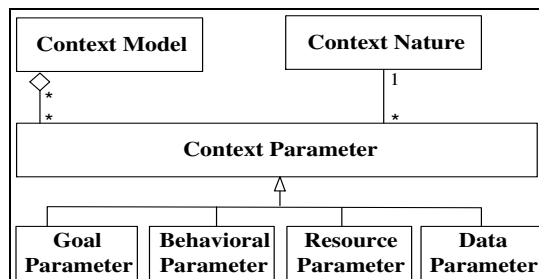 Context Model
Context Nature
*
1
*
*
Context Parameter
Goal
Parameter
Behavioral
Parameter
Resource
Parameter
Data
Parameter